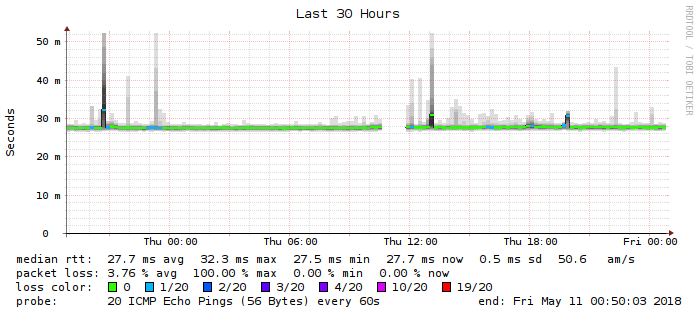 Last 30 Hours
RRDTOOL / TOBI OETIKER
Seconds
50 m
40 m
30 m
20 m
10 m
0
Thu 00:00 Thu 06:00 Thu 12:00 Thu 18:00 Fri 00:00
median rtt: 27.7 ms avg 32.3 ms max 27.5 ms min 27.7 ms now 0.5 ms sd 50.6 am/s
packet loss: 3.76 % avg 100.00 % max 0.00 % min 0.00 % now
loss color: 0 1/20 2/20 3/20 4/20 10/20 19/20
probe: 20 ICMP Echo Pings (56 Bytes) every 60s end: Fri May 11 00:50:03 2018